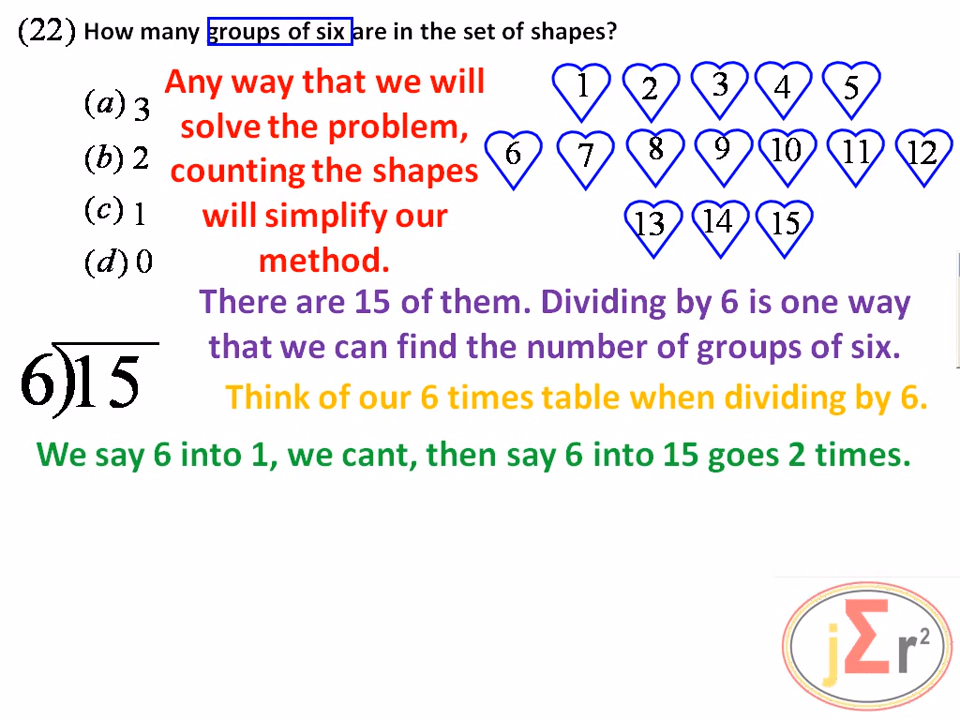 (22) How many groups of six are in the set of shapes?
(a) 3
(b) 2
(c) 1
(d) 0
Any way that we will
solve the problem,
counting the shapes
will simplify our
method.
1 2 3 4 5
6 7 8 9 10 11 12
13 14 15
There are 15 of them. Dividing by 6 is one way
that we can find the number of groups of six.
6)15
Think of our 6 times table when dividing by 6.
We say 6 into 1, we cant, then say 6 into 15 goes 2 times.
jΣr²